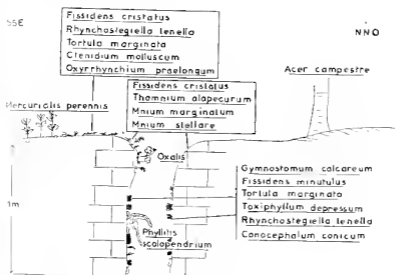 SSE
NNO
Fissidens cristatus
Rhynchostegiella tenella
Tortula marginata
Ctenidium molluscum
Oxyrrhynchium praelongum
Acer campestre
Mercurialis perennis
Fissidens cristatus
Thamnium alopecurum
Mnium marginatum
Mnium stellare
Oxalis
1m
Gymnostomum calcareum
Fissidens minutulus
Tortula marginata
Taxiphyllum depressum
Rhynchostegiella tenella
Conocephalum conicum
Phyllitis
scolopendrium